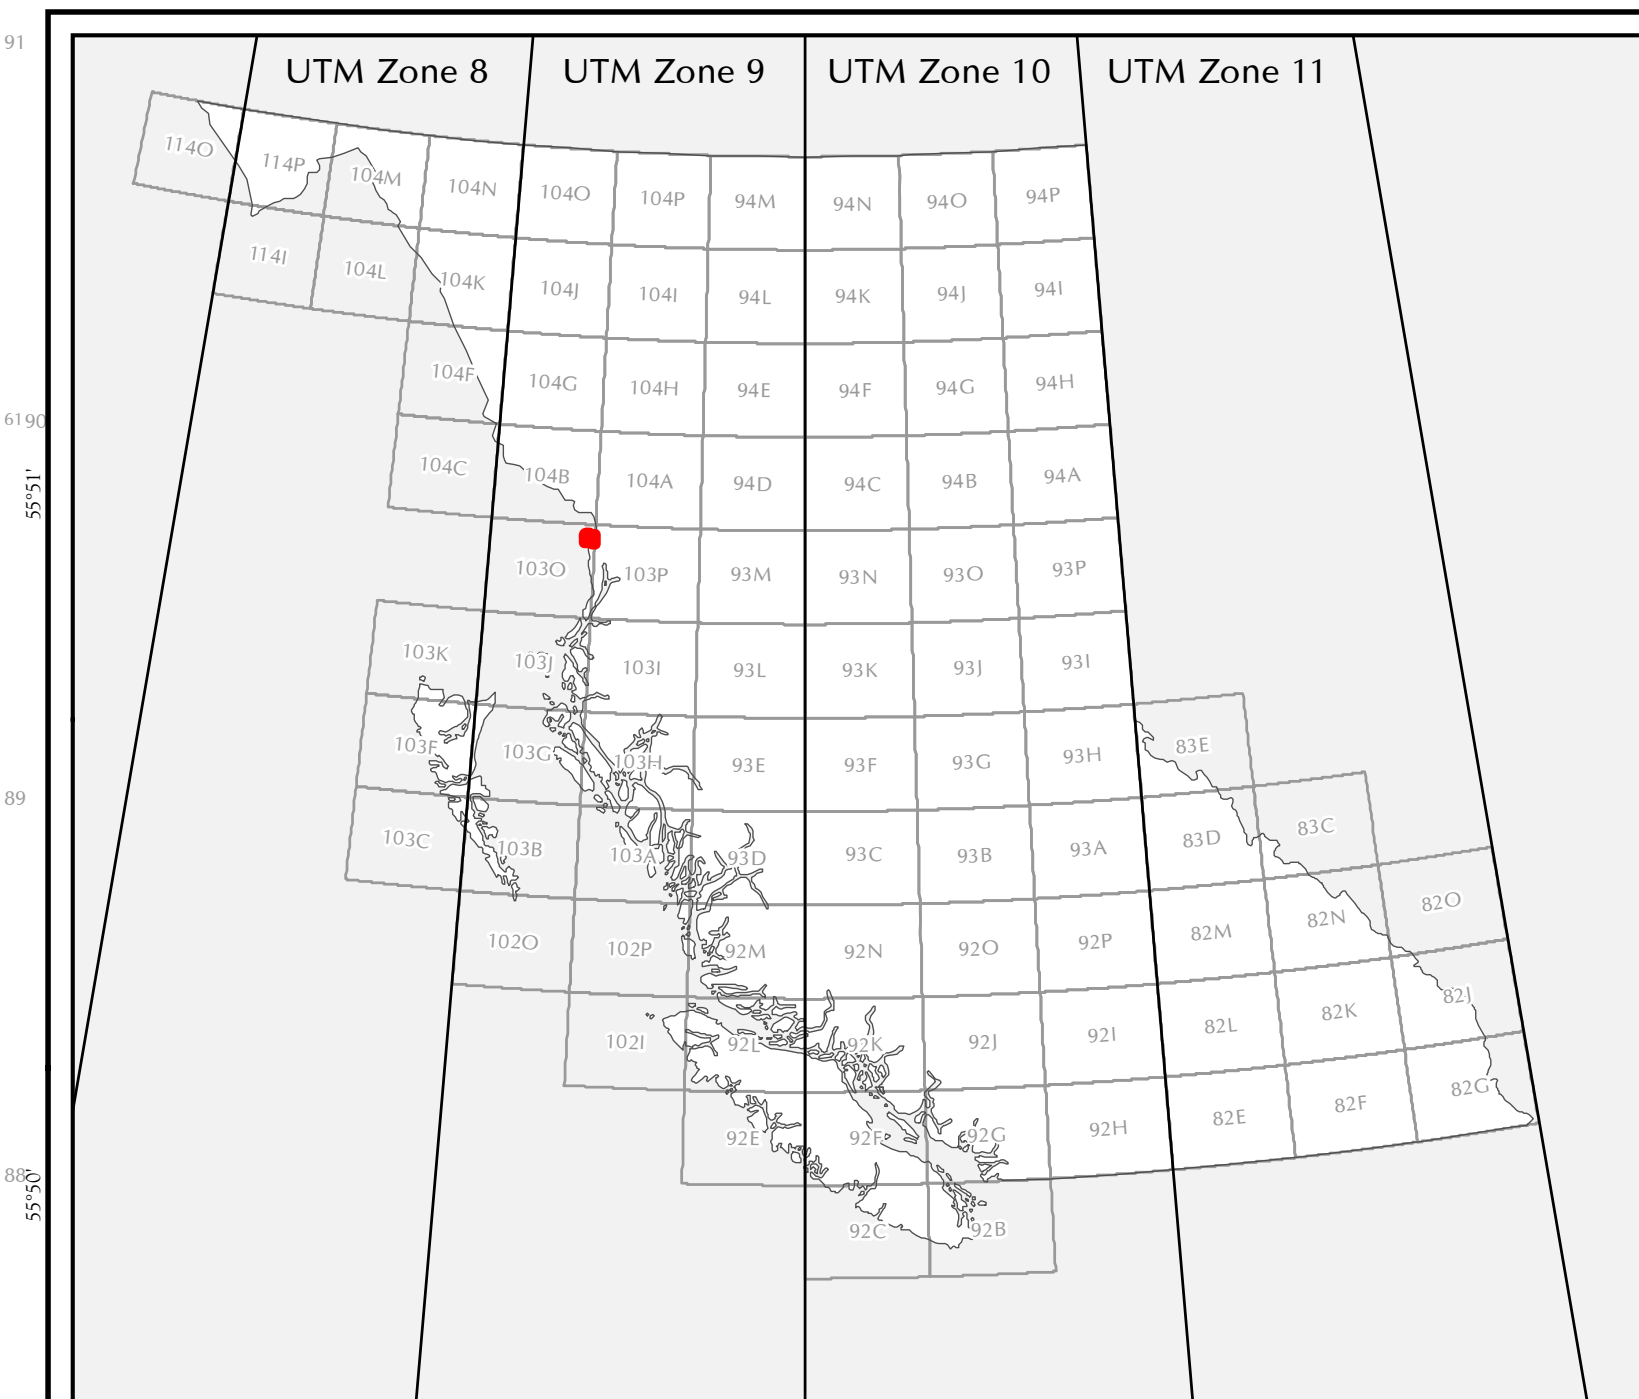 91
UTM Zone 8 UTM Zone 9 UTM Zone 10 UTM Zone 11
114O 114P 104M 104N 104O 104P 94M 94N 94O 94P
114I 104L 104K 104J 104I 94L 94K 94J 94I
104F 104G 104H 94E 94F 94G 94H
6190
104C 104B 104A 94D 94C 94B 94A
55°51'
103O 103P 93M 93N 93O 93P
103K 103J 103I 93L 93K 93J 93I
103F 103G 103H 93E 93F 93G 93H 83E
89
103C 103B 103A 93D 93C 93B 93A 83D 83C
102O 102P 92M 92N 92O 92P 82M 82N 82O
102I 92L 92K 92J 92I 82L 82K 82J
92E 92F 92G 92H 82E 82F 82G
88
55°50'
92C 92B